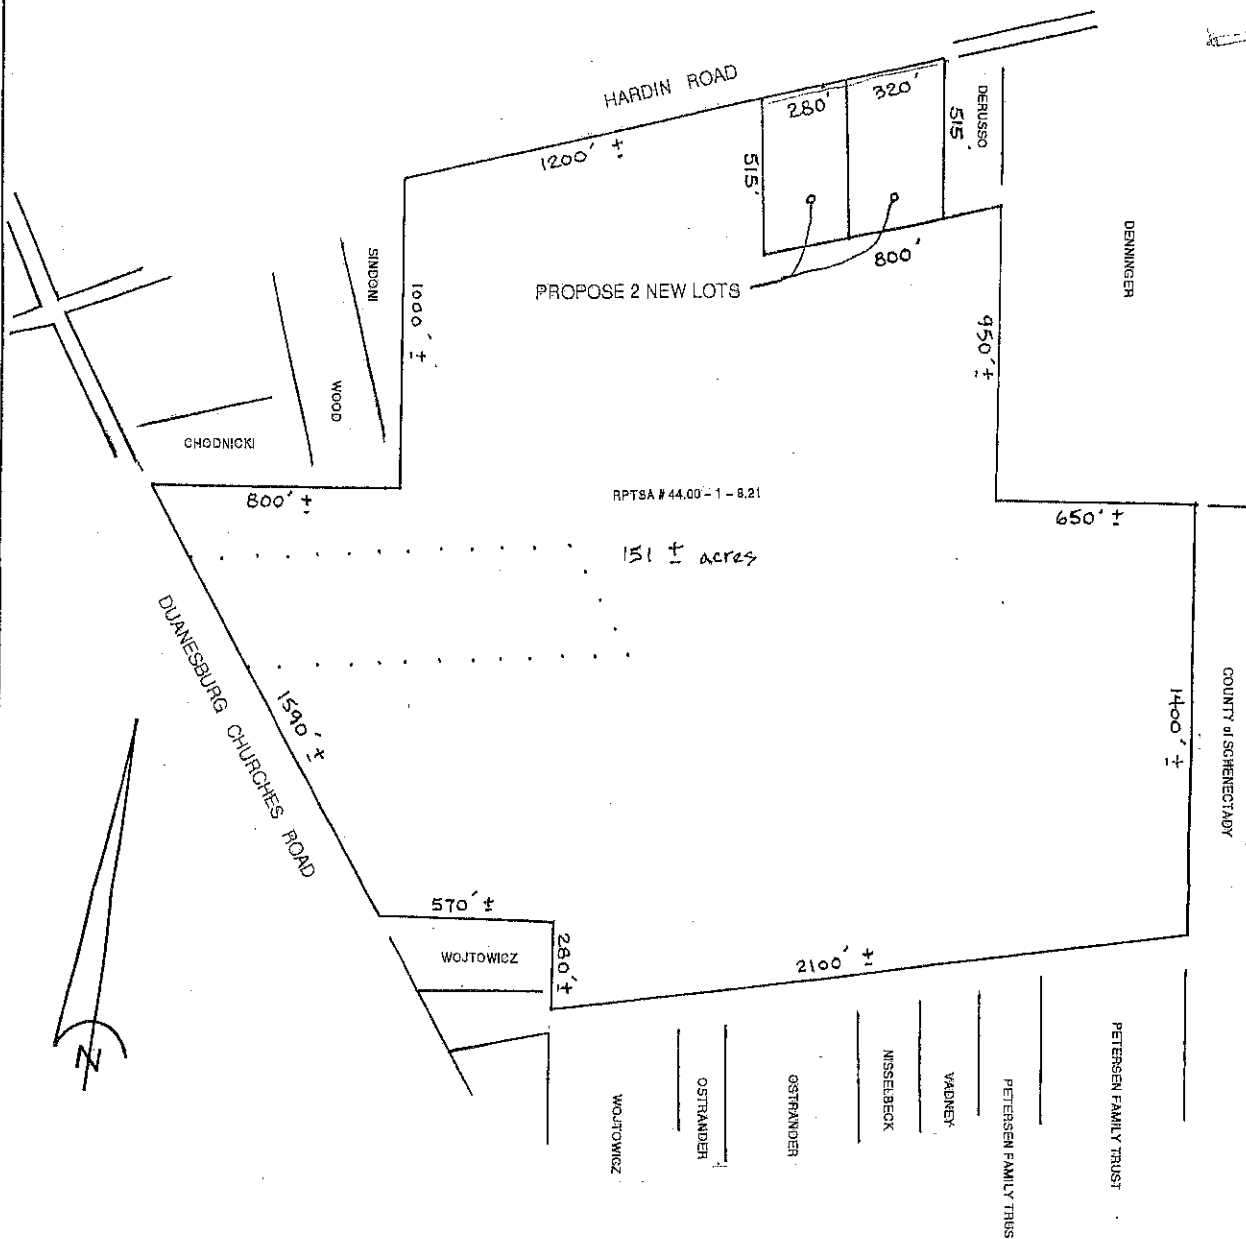 HARDIN ROAD
280'
320'
515'
DERUSSO
1200' ±
515'
800'
DENNINGER
SINDONI
1000' ±
PROPOSE 2 NEW LOTS
950' ±
WOOD
CHODNICKI
800' ±
RPTSA # 44.00 - 1 - 8.21
650' ±
151 ± acres
DUANESBURG CHURCHES ROAD
1590' ±
1400' ±
COUNTY of SCHENECTADY
570' ±
WOJTOWICZ
280' ±
2100' ±
N
WOJTOWICZ
OSTRANDER
OSTRANDER
NISSELBECK
VADNEY
PETERSEN FAMILY TRUS
PETERSEN FAMILY TRUST